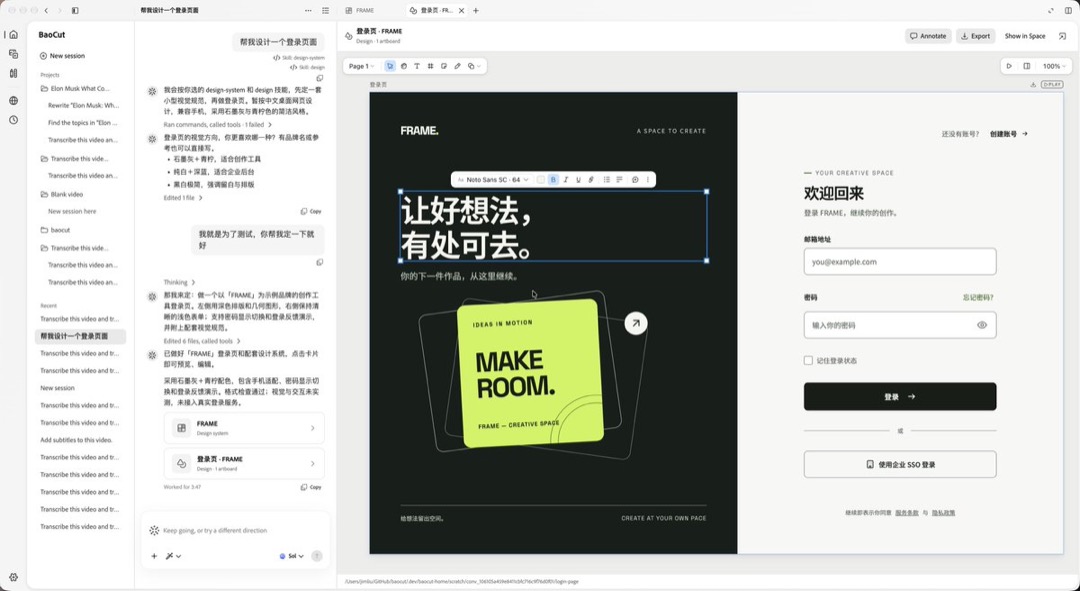 帮我设计一个登录页面
FRAME
登录页 · FR...
BaoCut
New session
Projects
Elon Musk What Co...
Rewrite "Elon Musk: Wh...
Find the topics in "Elon ...
Transcribe this video an...
Transcribe this vide...
Transcribe this video an...
Blank video
New session here
baocut
Transcribe this vide...
Transcribe this video an...
Transcribe this video an...
Recent
Transcribe this video and tr...
帮我设计一个登录页面
Transcribe this video and tr...
Transcribe this video and tr...
New session
Transcribe this video and tr...
Transcribe this video and tr...
Add subtitles to this video.
Transcribe this video and tr...
Transcribe this video and tr...
Transcribe this video and tr...
Transcribe this video and tr...
Transcribe this video and tr...
帮我设计一个登录页面
Skill: design-system
Skill: design
我会按你选的 design-system 和 design 技能，先定一套
小型视觉规范，再做登录页。暂按中文桌面网页设
计，兼容手机，采用石墨灰与青柠色的简洁风格。
Ran commands, called tools · 1 failed
登录页的视觉方向，你更喜欢哪一种？有品牌名或参
考也可以直接写。
• 石墨灰＋青柠，适合创作工具
• 纯白＋深蓝，适合企业后台
• 黑白极简，强调留白与排版
Edited 1 file
Copy
我就是为了测试，你帮我定一下就
好
Thinking
那我来定：做一个以「FRAME」为示例品牌的创作工
具登录页。左侧用深色排版和几何图形，右侧保持清
晰的浅色表单；支持密码显示切换和登录反馈演示，
并附上配套视觉规范。
Edited 6 files, called tools
已做好「FRAME」登录页和配套设计系统，点击卡片
即可预览、编辑。
采用石墨灰＋青柠配色，包含手机适配、密码显示切
换和登录反馈演示。格式检查通过；视觉与交互未实
测，未接入真实登录服务。
FRAME
Design system
登录页 · FRAME
Design · 1 artboard
Worked for 3:47
Copy
Keep going, or try a different direction
Sol
登录页 · FRAME
Design · 1 artboard
Annotate
Export
Show in Space
Page 1
100%
登录页
FRAME.
A SPACE TO CREATE
Noto Sans SC · 64
B I U
让好想法，
有处可去。
你的下一件作品，从这里继续。
IDEAS IN MOTION
MAKE
ROOM.
FRAME — CREATIVE SPACE
给想法留出空间。
CREATE AT YOUR OWN PACE
还没有账号？ 创建账号 →
YOUR CREATIVE SPACE
欢迎回来
登录 FRAME，继续你的创作。
邮箱地址
you@example.com
密码
忘记密码？
输入你的密码
记住登录状态
登录 →
或
使用企业 SSO 登录
继续即表示你同意 服务条款 与 隐私政策